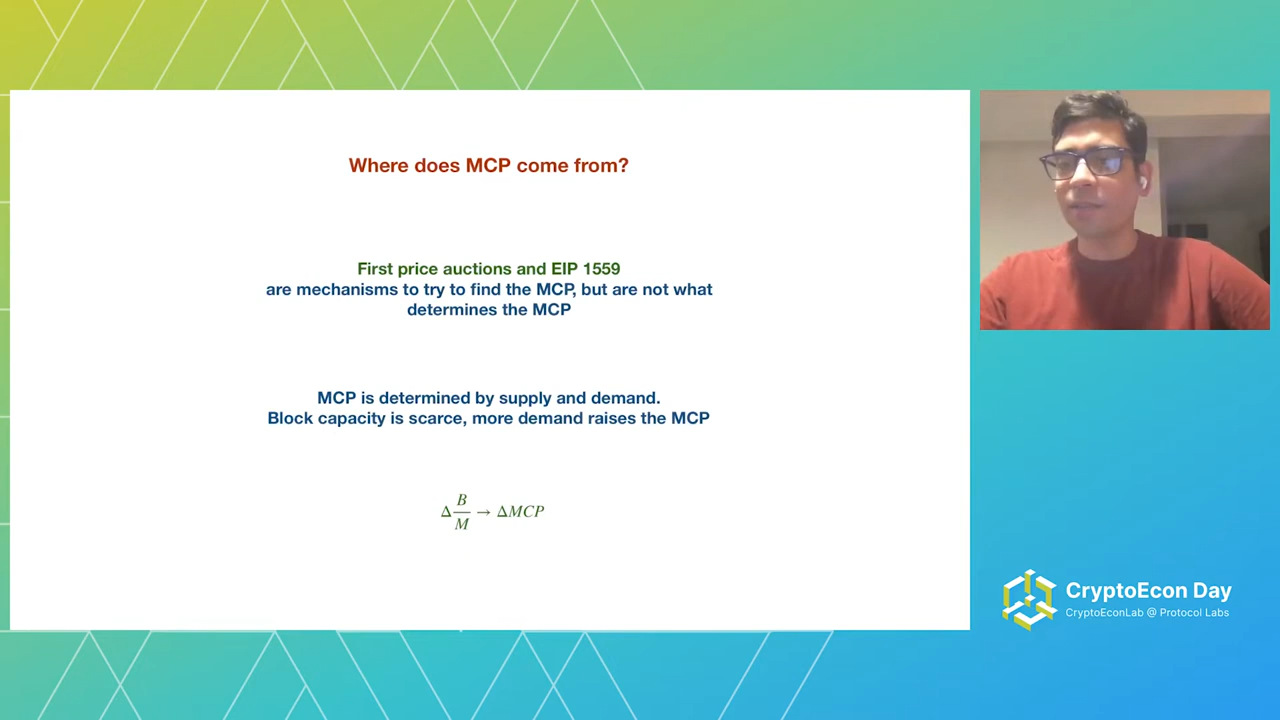 Where does MCP come from?
First price auctions and EIP 1559
are mechanisms to try to find the MCP, but are not what
determines the MCP
MCP is determined by supply and demand.
Block capacity is scarce, more demand raises the MCP
Δ B/M → ΔMCP
CryptoEcon Day
CryptoEconLab @ Protocol Labs